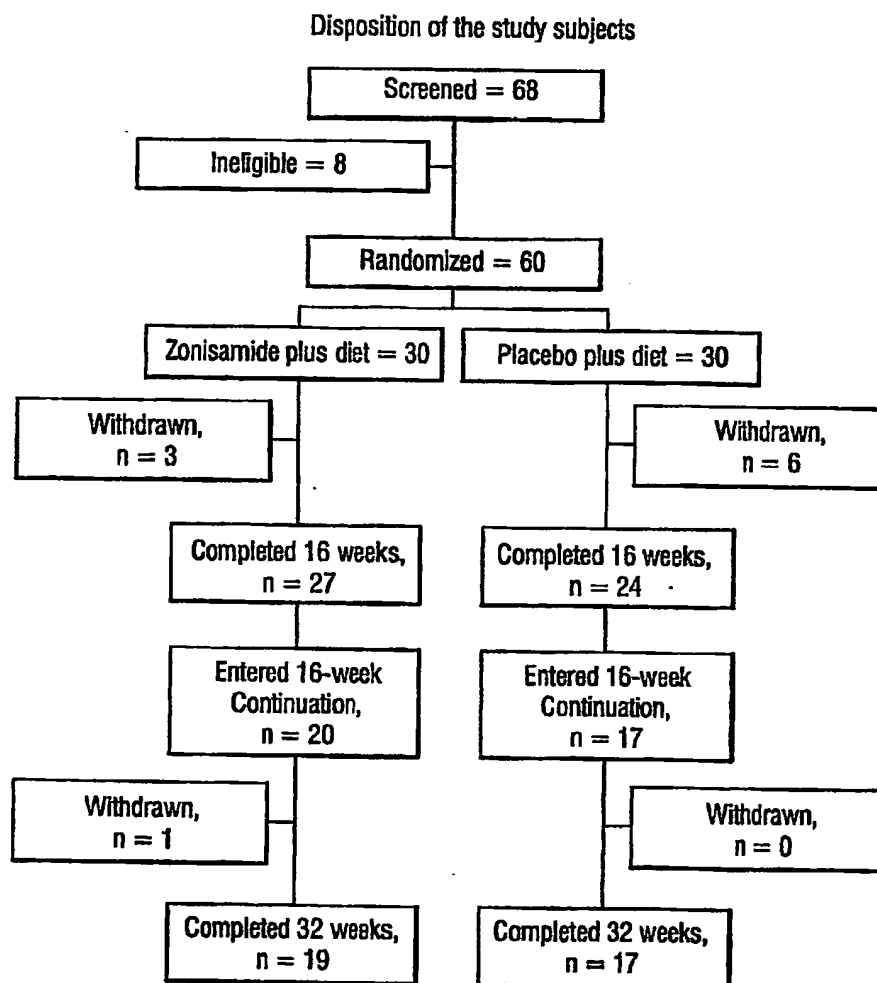 Disposition of the study subjects
Screened = 68
Ineligible = 8
Randomized = 60
Zonisamide plus diet = 30
Placebo plus diet = 30
Withdrawn,
n = 3
Withdrawn,
n = 6
Completed 16 weeks,
n = 27
Completed 16 weeks,
n = 24
Entered 16-week
Continuation,
n = 20
Entered 16-week
Continuation,
n = 17
Withdrawn,
n = 1
Withdrawn,
n = 0
Completed 32 weeks,
n = 19
Completed 32 weeks,
n = 17